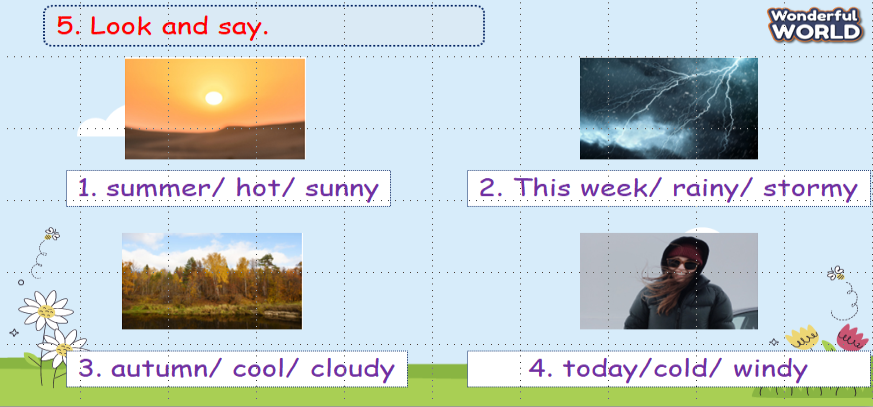 5. Look and say.
Wonderful
WORLD
1. summer/ hot/ sunny
2. This week/ rainy/ stormy
3. autumn/ cool/ cloudy
4. today/cold/ windy